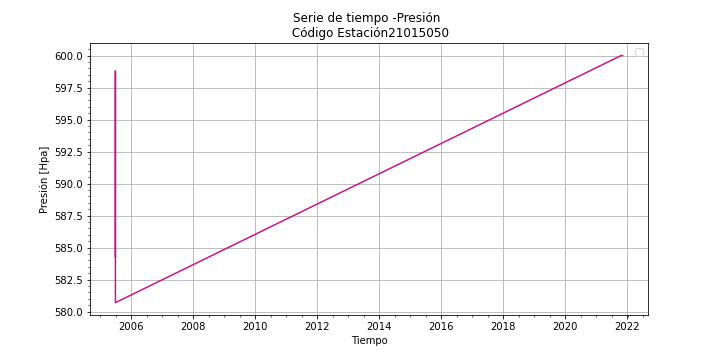 Serie de tiempo -Presión
Código Estación21015050
Presión [Hpa]
600.0
597.5
595.0
592.5
590.0
587.5
585.0
582.5
580.0
2006 2008 2010 2012 2014 2016 2018 2020 2022
Tiempo